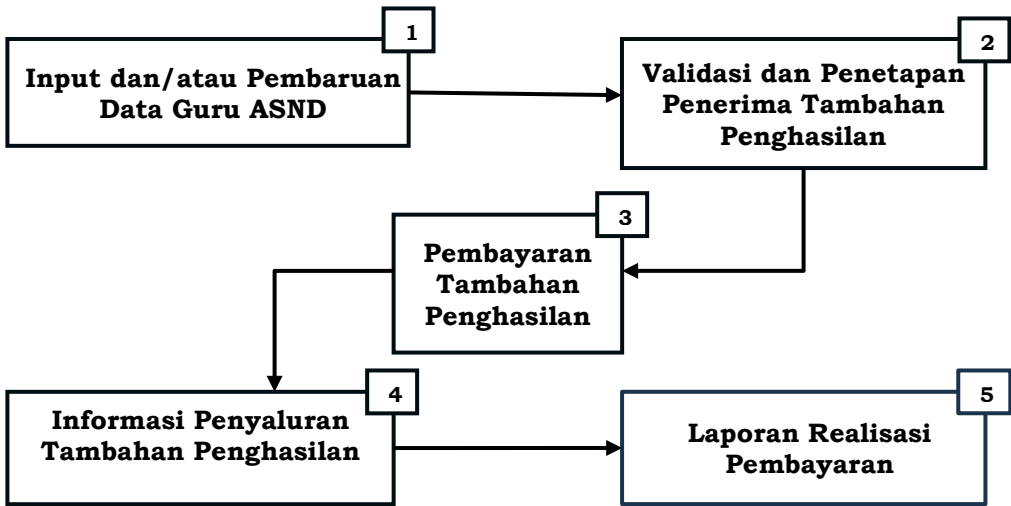 1
Input dan/atau Pembaruan
Data Guru ASND
2
Validasi dan Penetapan
Penerima Tambahan
Penghasilan
3
Pembayaran
Tambahan
Penghasilan
4
Informasi Penyaluran
Tambahan Penghasilan
5
Laporan Realisasi
Pembayaran